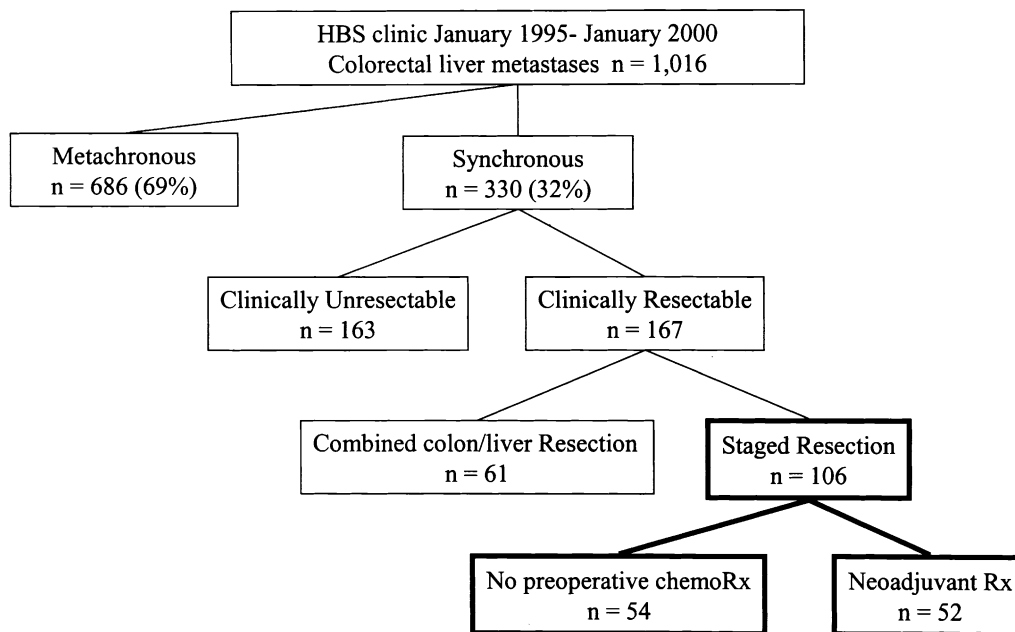 HBS clinic January 1995- January 2000
Colorectal liver metastases n = 1,016
Metachronous
n = 686 (69%)
Synchronous
n = 330 (32%)
Clinically Unresectable
n = 163
Clinically Resectable
n = 167
Combined colon/liver Resection
n = 61
Staged Resection
n = 106
No preoperative chemoRx
n = 54
Neoadjuvant Rx
n = 52